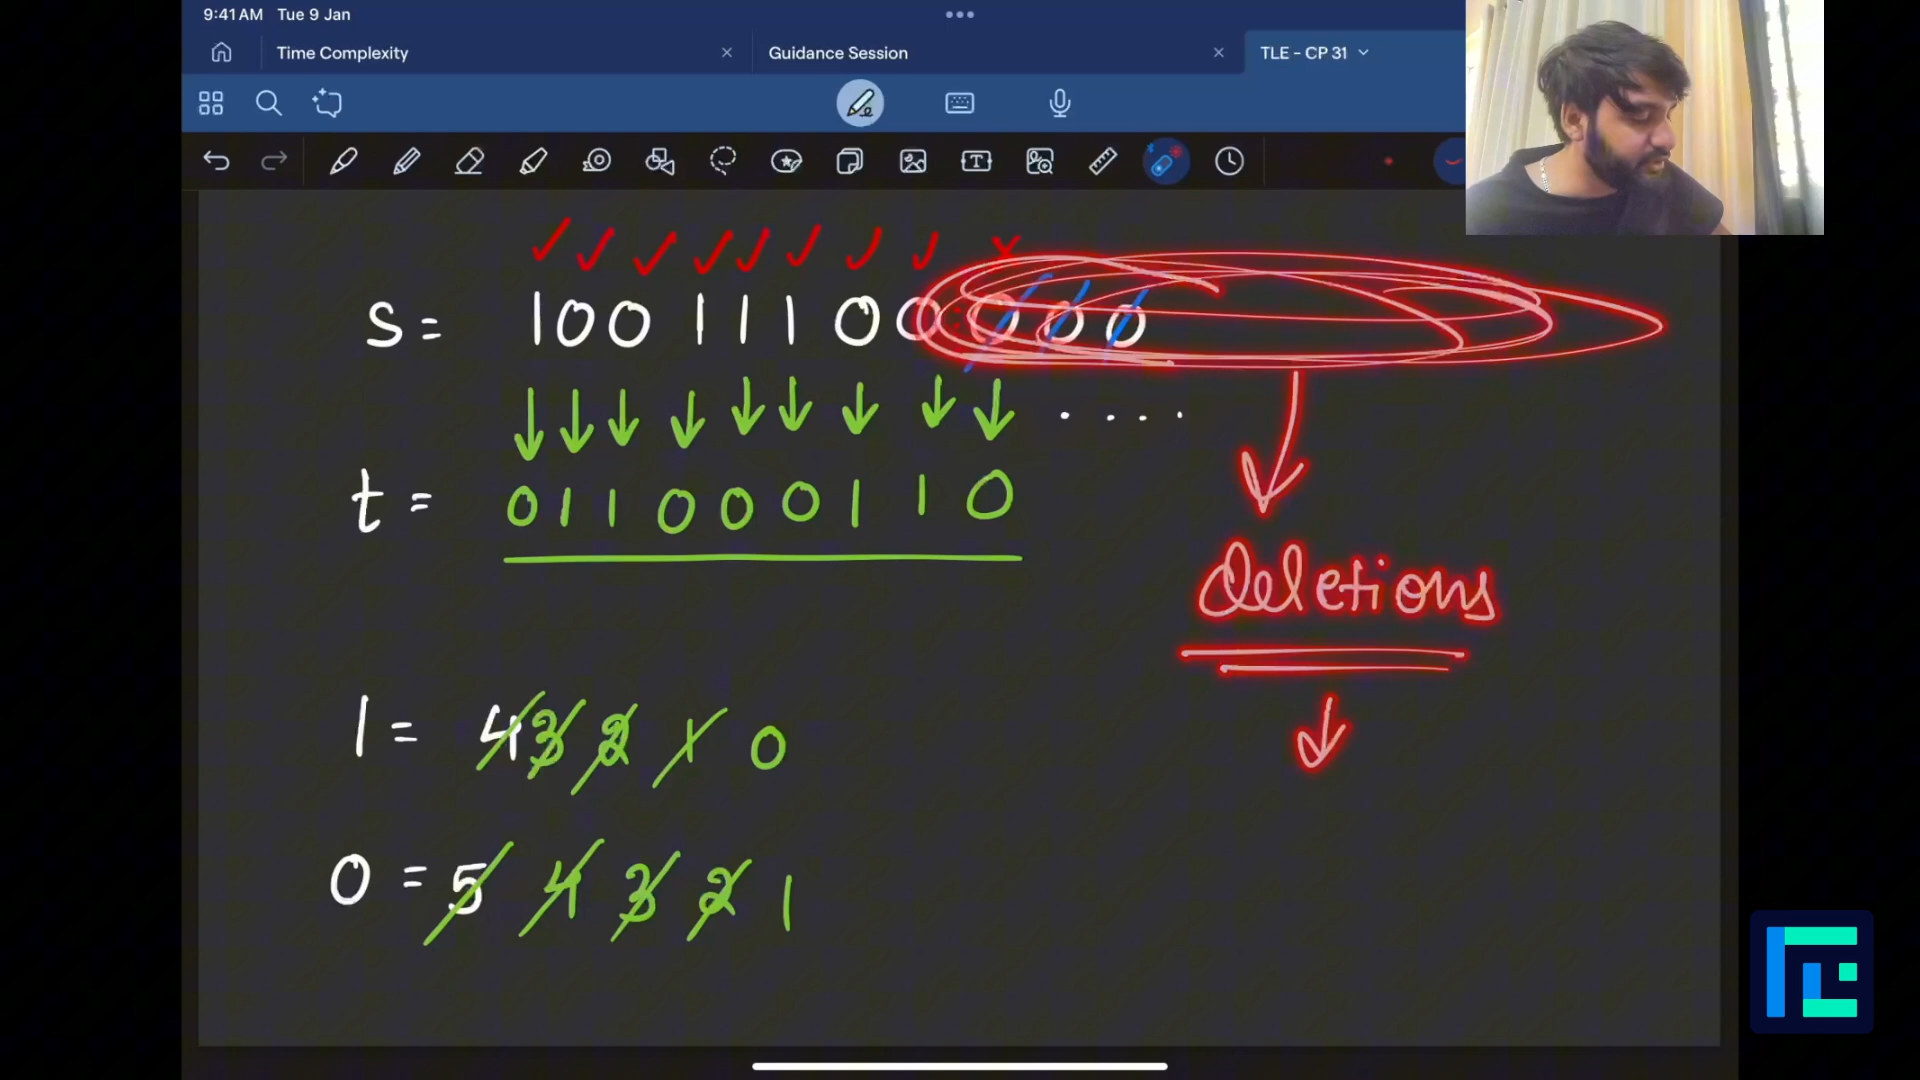 9:41 AM Tue 9 Jan
Time Complexity
Guidance Session
TLE - CP 31
S = 10011100000
. . . .
t = 011000110
deletions
1 = 4 3 2 1 0
0 = 5 4 3 2 1